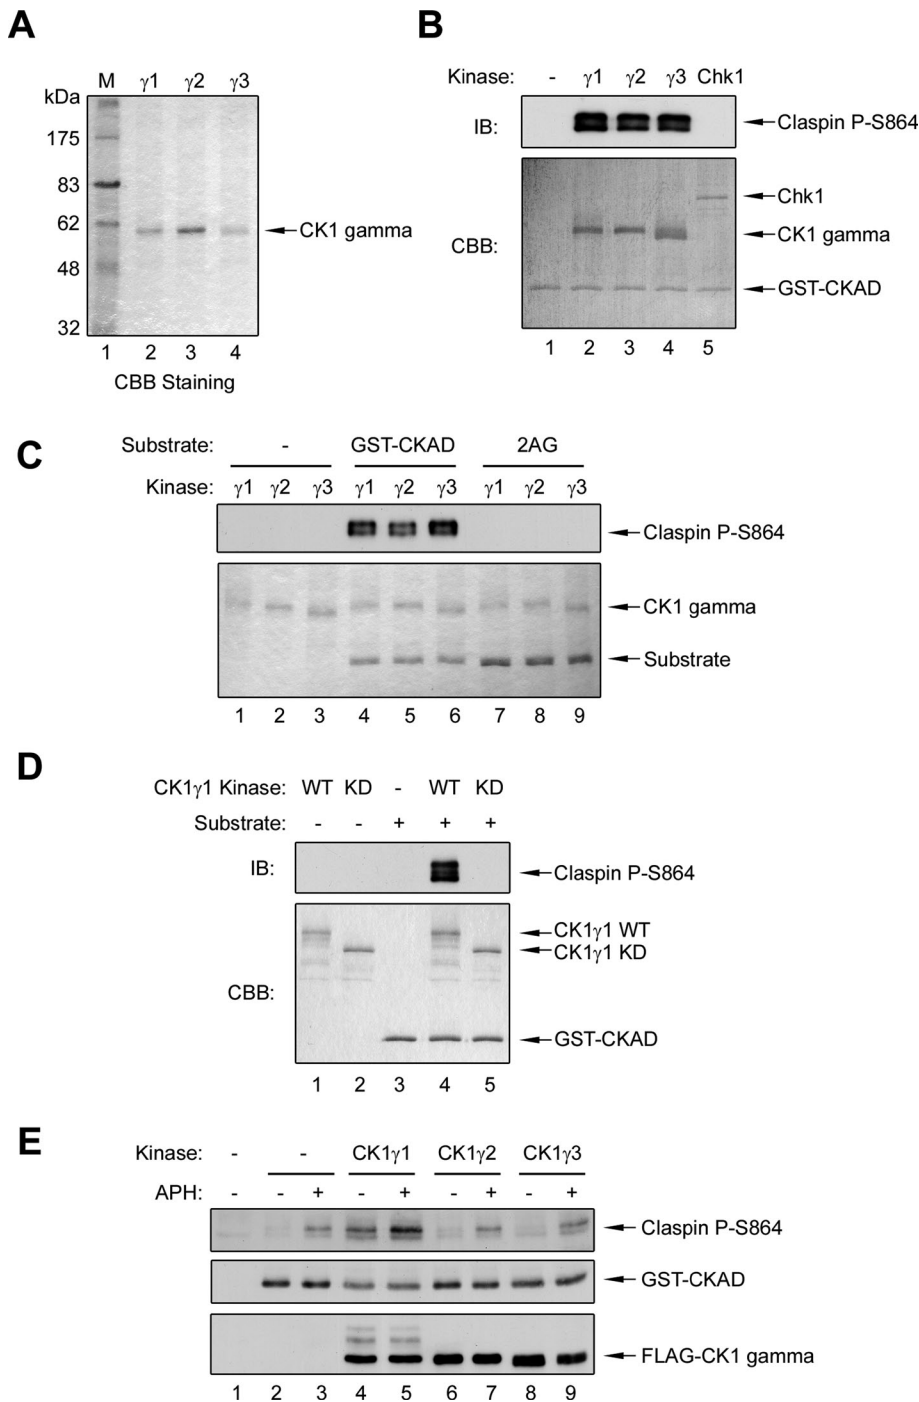 A
M γ1 γ2 γ3
kDa
175
83
62
CK1 gamma
48
32
1 2 3 4
CBB Staining
B
Kinase: - γ1 γ2 γ3 Chk1
IB:
Claspin P-S864
Chk1
CK1 gamma
CBB:
GST-CKAD
1 2 3 4 5
C
Substrate: - GST-CKAD 2AG
Kinase: γ1 γ2 γ3 γ1 γ2 γ3 γ1 γ2 γ3
Claspin P-S864
CK1 gamma
Substrate
1 2 3 4 5 6 7 8 9
D
CK1γ1 Kinase: WT KD - WT KD
Substrate: - - + + +
IB:
Claspin P-S864
CK1γ1 WT
CK1γ1 KD
CBB:
GST-CKAD
1 2 3 4 5
E
Kinase: - - CK1γ1 CK1γ2 CK1γ3
APH: - - + - + - + - +
Claspin P-S864
GST-CKAD
FLAG-CK1 gamma
1 2 3 4 5 6 7 8 9